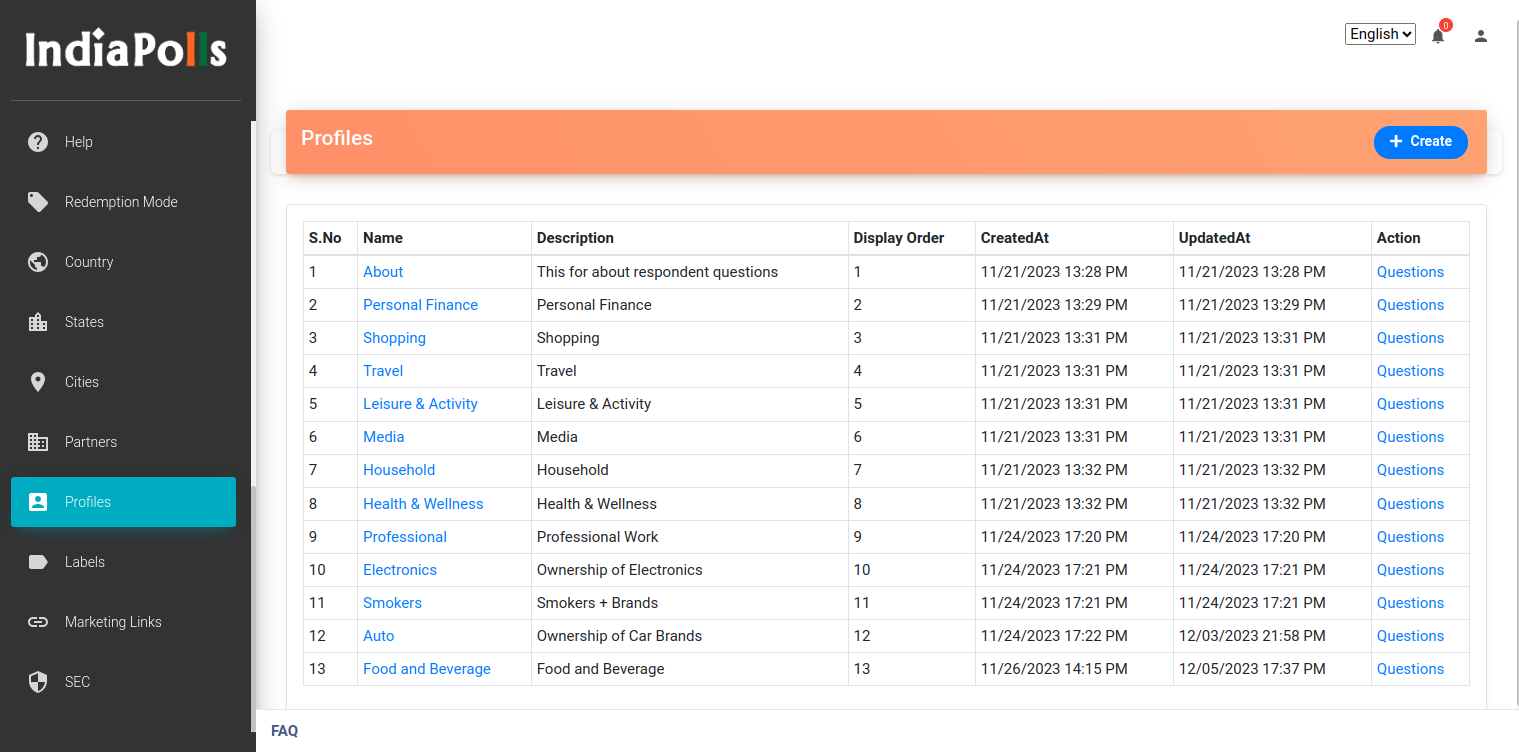 IndiaPolls
Help
Redemption Mode
Country
States
Cities
Partners
Profiles
Labels
Marketing Links
SEC
English
0
Profiles
Create
S.No Name Description Display Order CreatedAt UpdatedAt Action
1 About This for about respondent questions 1 11/21/2023 13:28 PM 11/21/2023 13:28 PM Questions
2 Personal Finance Personal Finance 2 11/21/2023 13:29 PM 11/21/2023 13:29 PM Questions
3 Shopping Shopping 3 11/21/2023 13:31 PM 11/21/2023 13:31 PM Questions
4 Travel Travel 4 11/21/2023 13:31 PM 11/21/2023 13:31 PM Questions
5 Leisure & Activity Leisure & Activity 5 11/21/2023 13:31 PM 11/21/2023 13:31 PM Questions
6 Media Media 6 11/21/2023 13:31 PM 11/21/2023 13:31 PM Questions
7 Household Household 7 11/21/2023 13:32 PM 11/21/2023 13:32 PM Questions
8 Health & Wellness Health & Wellness 8 11/21/2023 13:32 PM 11/21/2023 13:32 PM Questions
9 Professional Professional Work 9 11/24/2023 17:20 PM 11/24/2023 17:20 PM Questions
10 Electronics Ownership of Electronics 10 11/24/2023 17:21 PM 11/24/2023 17:21 PM Questions
11 Smokers Smokers + Brands 11 11/24/2023 17:21 PM 11/24/2023 17:21 PM Questions
12 Auto Ownership of Car Brands 12 11/24/2023 17:22 PM 12/03/2023 21:58 PM Questions
13 Food and Beverage Food and Beverage 13 11/26/2023 14:15 PM 12/05/2023 17:37 PM Questions
FAQ